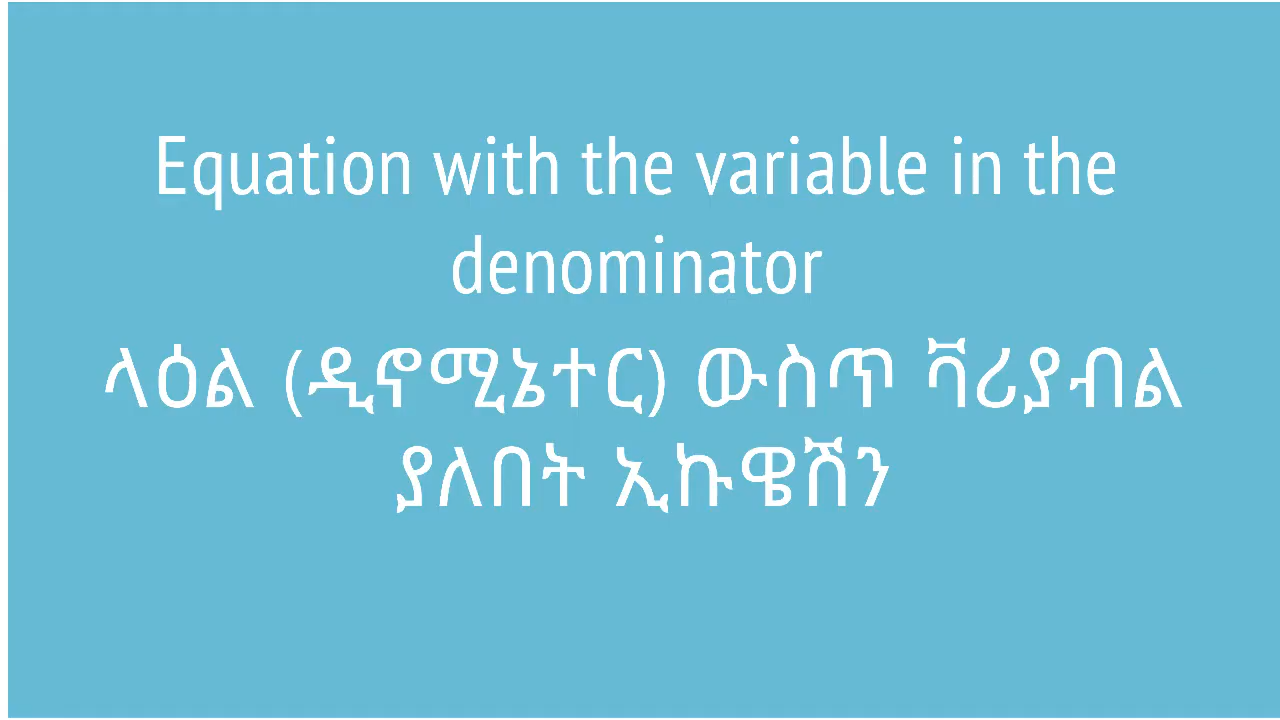 Equation with the variable in the
denominator
ላዕል (ዲኖሚኔተር) ውስጥ ቫሪያብል
ያለበት ኢኩዌሽን